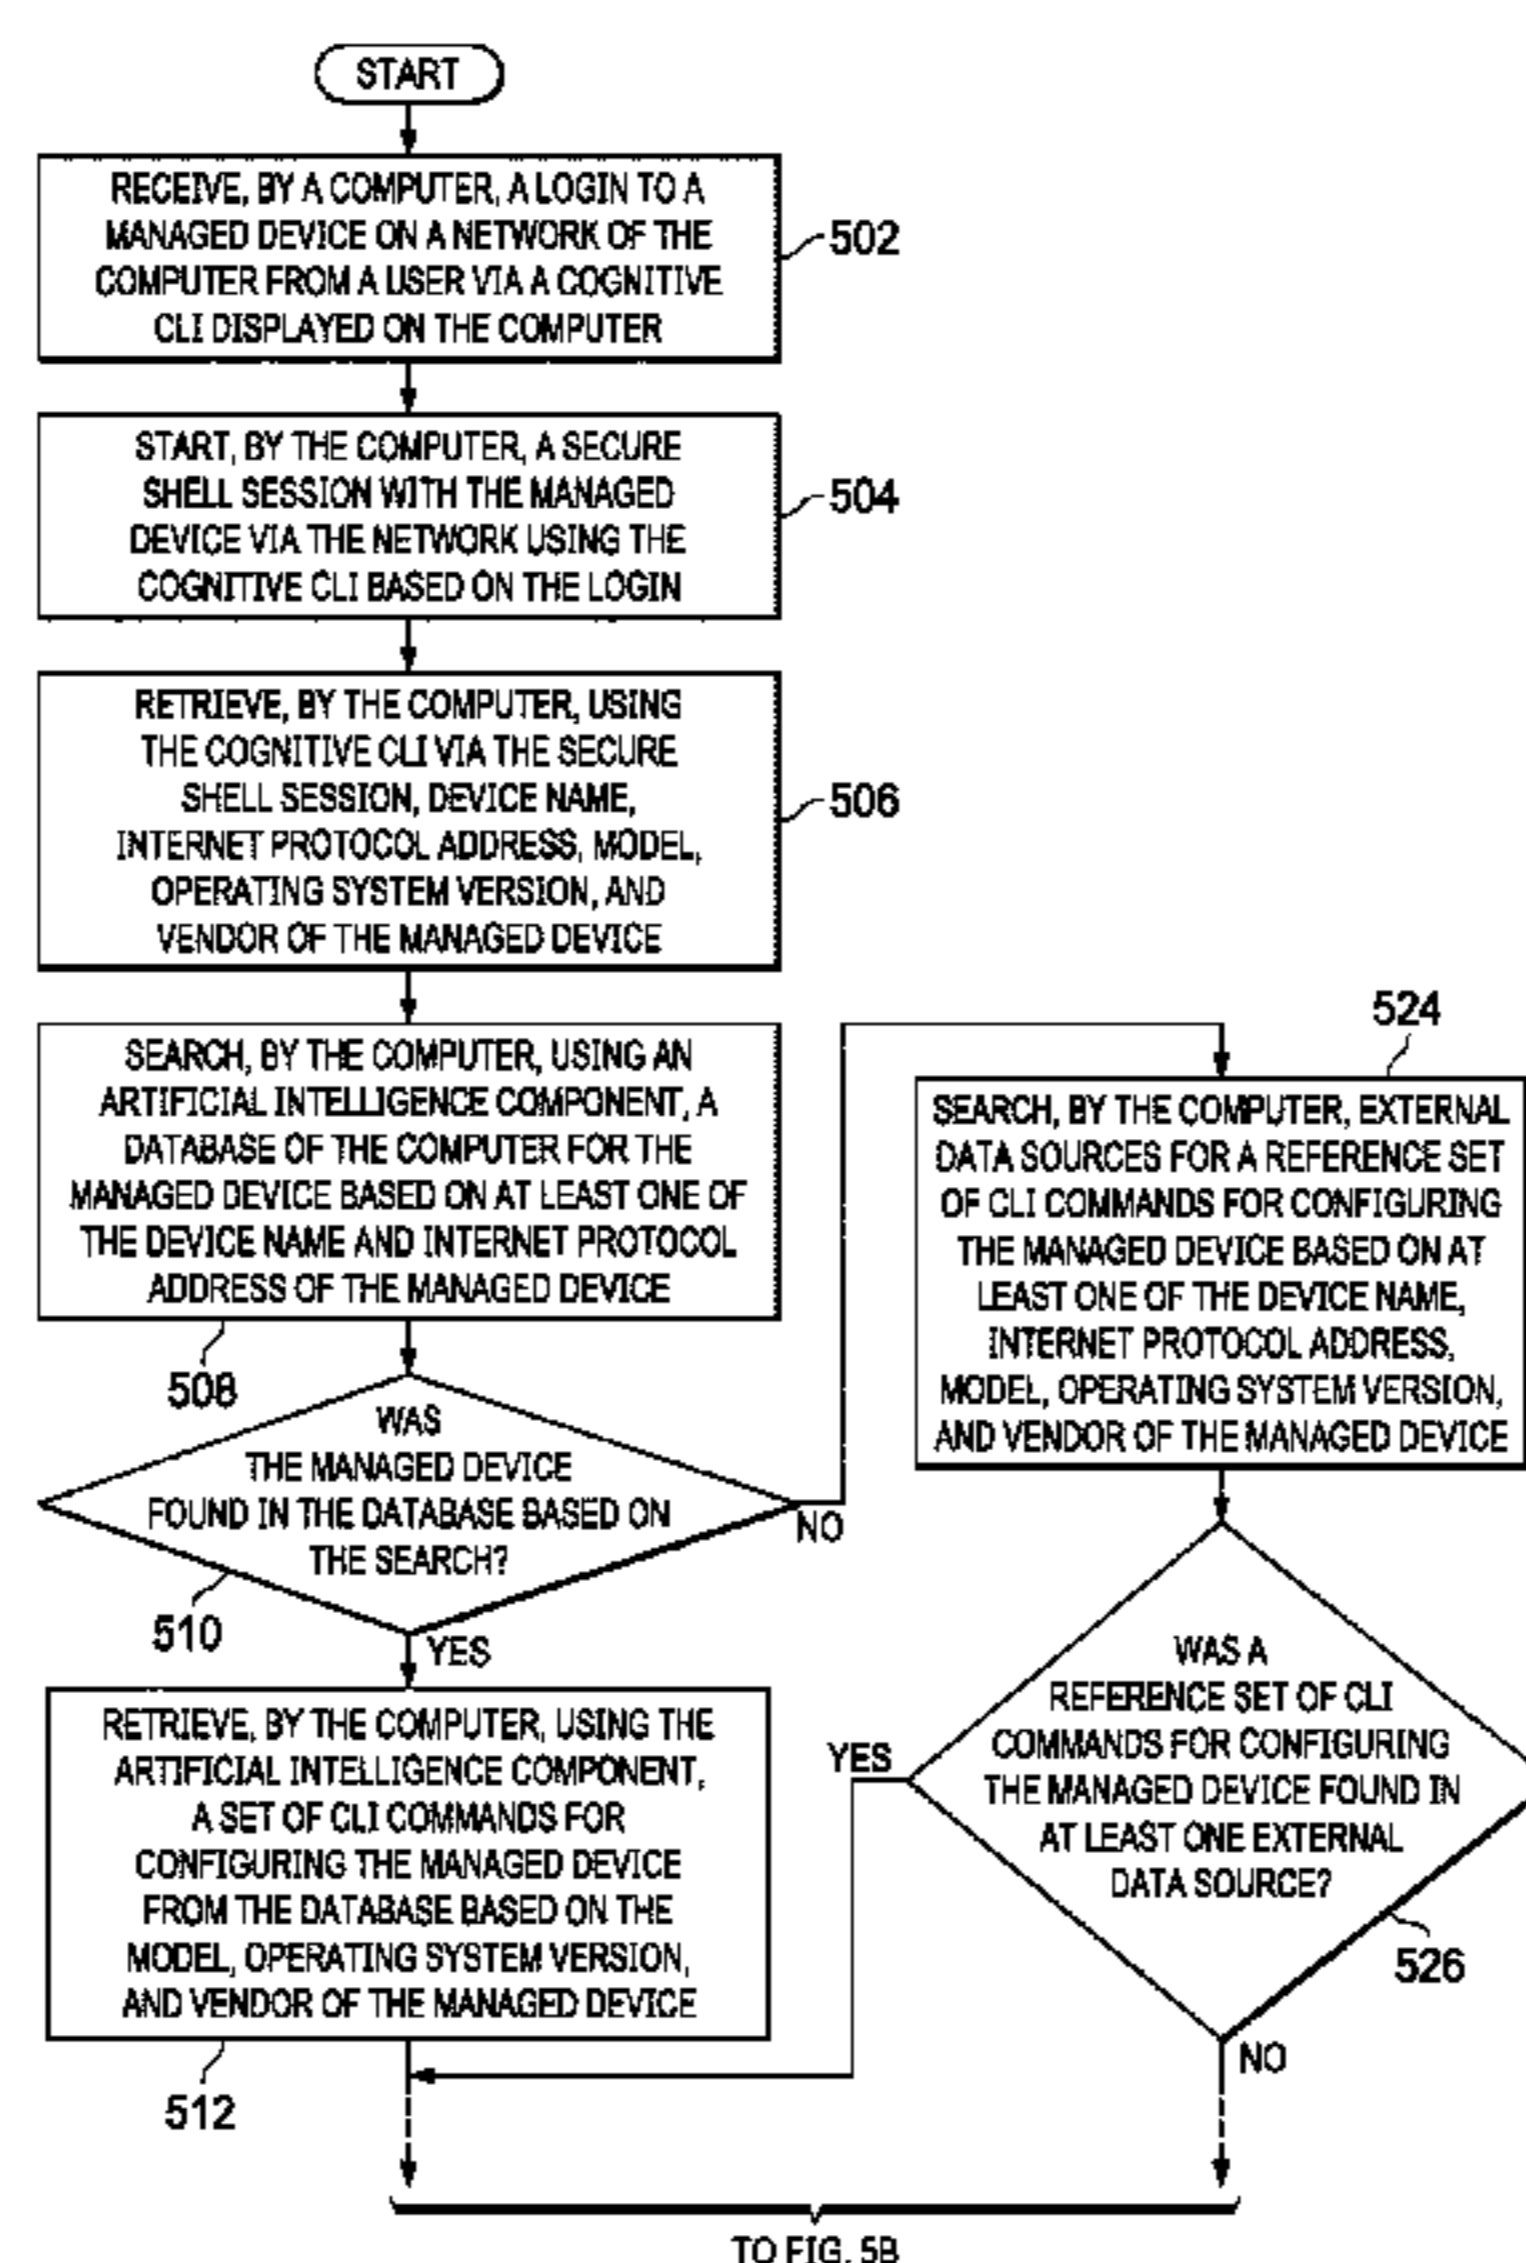 START
RECEIVE, BY A COMPUTER, A LOGIN TO A
MANAGED DEVICE ON A NETWORK OF THE
COMPUTER FROM A USER VIA A COGNITIVE
CLI DISPLAYED ON THE COMPUTER
502
START, BY THE COMPUTER, A SECURE
SHELL SESSION WITH THE MANAGED
DEVICE VIA THE NETWORK USING THE
COGNITIVE CLI BASED ON THE LOGIN
504
RETRIEVE, BY THE COMPUTER, USING
THE COGNITIVE CLI VIA THE SECURE
SHELL SESSION, DEVICE NAME,
INTERNET PROTOCOL ADDRESS, MODEL,
OPERATING SYSTEM VERSION, AND
VENDOR OF THE MANAGED DEVICE
506
SEARCH, BY THE COMPUTER, USING AN
ARTIFICIAL INTELLIGENCE COMPONENT, A
DATABASE OF THE COMPUTER FOR THE
MANAGED DEVICE BASED ON AT LEAST ONE OF
THE DEVICE NAME AND INTERNET PROTOCOL
ADDRESS OF THE MANAGED DEVICE
508
WAS
THE MANAGED DEVICE
FOUND IN THE DATABASE BASED ON
THE SEARCH?
510
NO
YES
RETRIEVE, BY THE COMPUTER, USING THE
ARTIFICIAL INTELLIGENCE COMPONENT,
A SET OF CLI COMMANDS FOR
CONFIGURING THE MANAGED DEVICE
FROM THE DATABASE BASED ON THE
MODEL, OPERATING SYSTEM VERSION,
AND VENDOR OF THE MANAGED DEVICE
512
524
SEARCH, BY THE COMPUTER, EXTERNAL
DATA SOURCES FOR A REFERENCE SET
OF CLI COMMANDS FOR CONFIGURING
THE MANAGED DEVICE BASED ON AT
LEAST ONE OF THE DEVICE NAME,
INTERNET PROTOCOL ADDRESS,
MODEL, OPERATING SYSTEM VERSION,
AND VENDOR OF THE MANAGED DEVICE
WAS A
REFERENCE SET OF CLI
COMMANDS FOR CONFIGURING
THE MANAGED DEVICE FOUND IN
AT LEAST ONE EXTERNAL
DATA SOURCE?
YES
526
NO
TO FIG. 5B